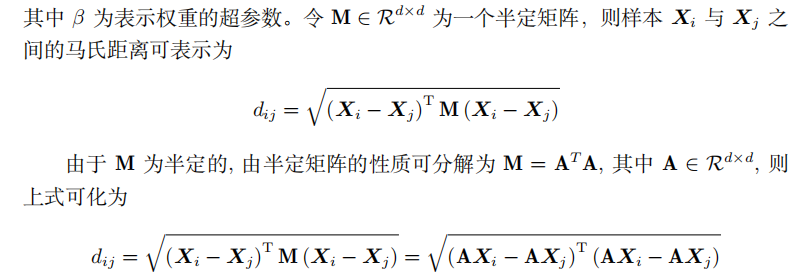 其中 β 为表示权重的超参数。令 M ∈ ℛ^{d×d} 为一个半定矩阵，则样本 X_i 与 X_j 之
间的马氏距离可表示为
d_{ij} = √((X_i − X_j)^T M (X_i − X_j))
由于 M 为半定的, 由半定矩阵的性质可分解为 M = A^T A, 其中 A ∈ ℛ^{d×d}, 则
上式可化为
d_{ij} = √((X_i − X_j)^T M (X_i − X_j)) = √((AX_i − AX_j)^T (AX_i − AX_j))